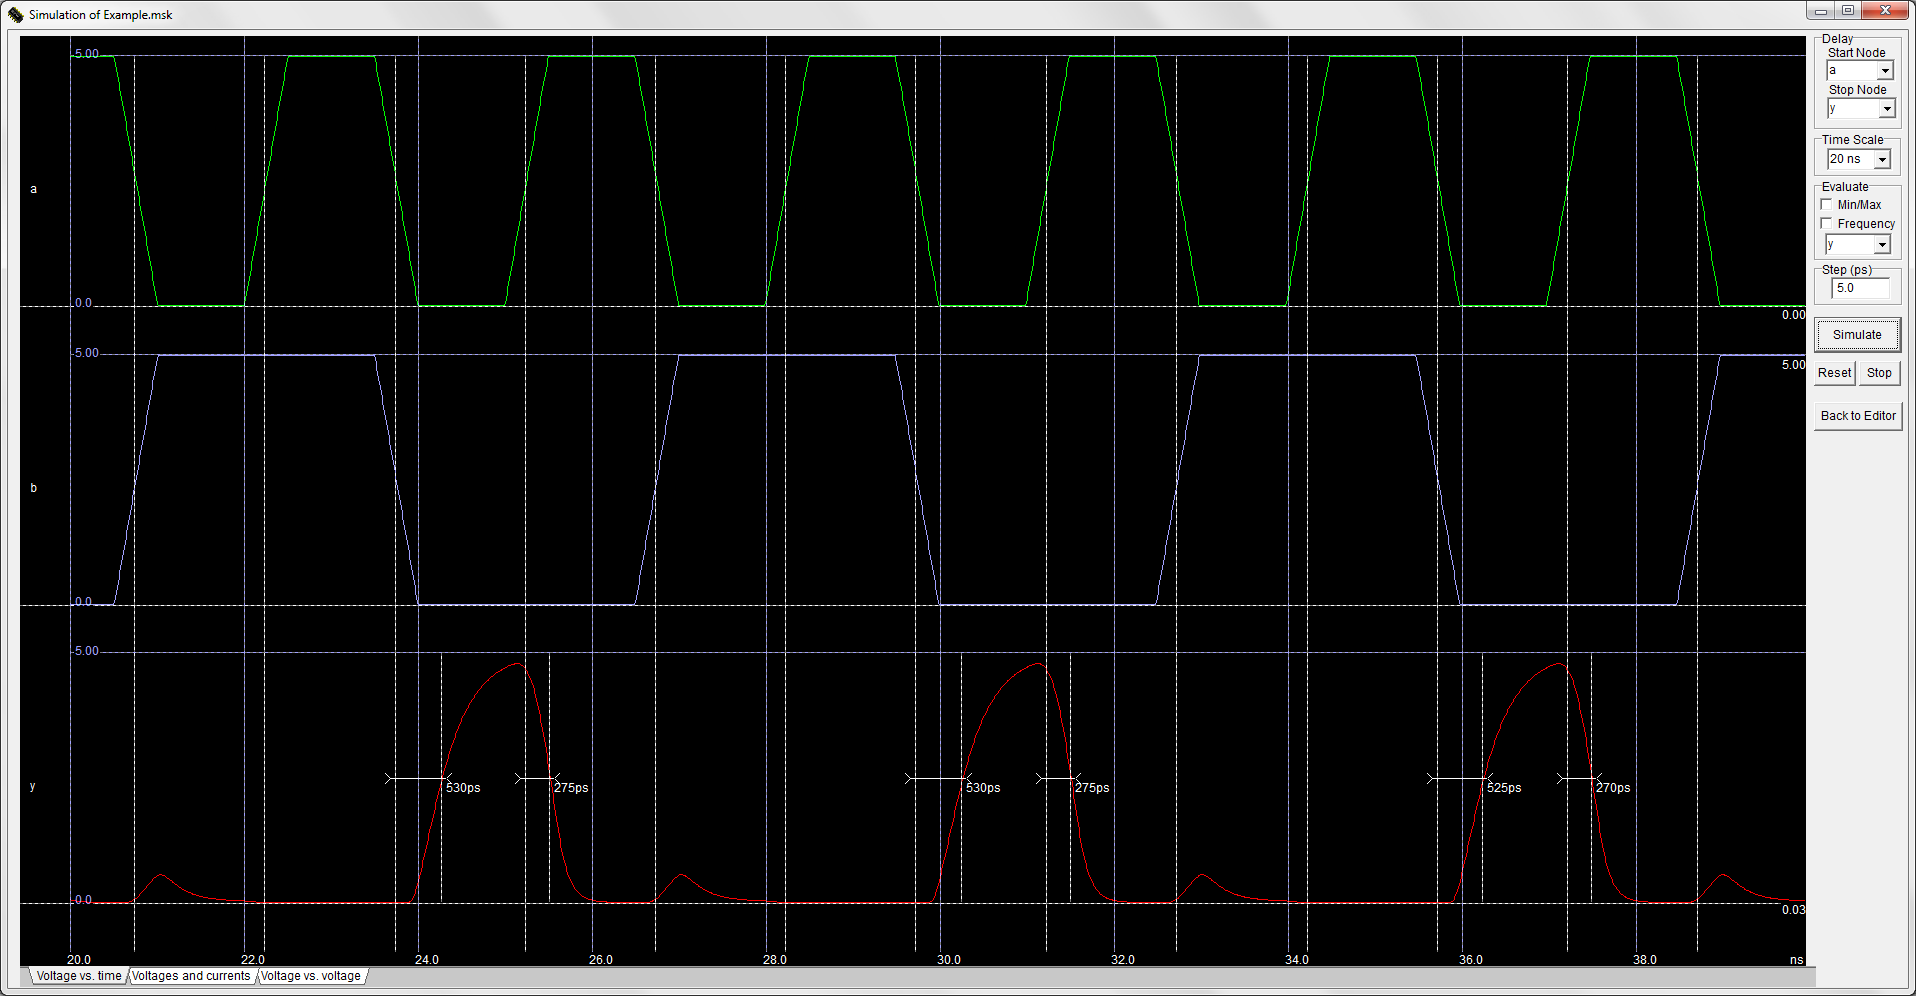 Simulation of Example.msk
5.00
a
0.0
0.00
5.00
5.00
b
0.0
5.00
y
530ps
275ps
530ps
275ps
525ps
270ps
0.0
0.03
20.0 22.0 24.0 26.0 28.0 30.0 32.0 34.0 36.0 38.0 ns
Voltage vs. time Voltages and currents Voltage vs. voltage
Delay
Start Node
a
Stop Node
y
Time Scale
20 ns
Evaluate
Min/Max
Frequency
y
Step (ps)
5.0
Simulate
Reset Stop
Back to Editor